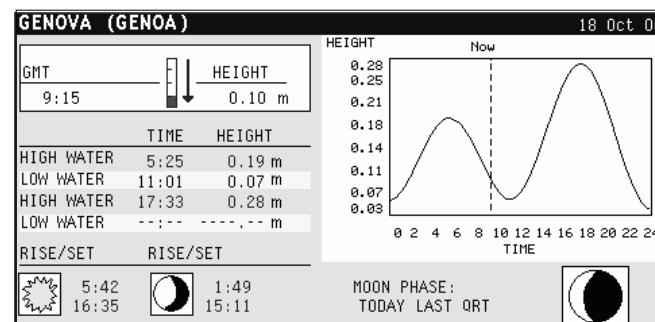 GENOVA (GENOA) 18 Oct 0
GMT HEIGHT
9:15 0.10 m
TIME HEIGHT
HIGH WATER 5:25 0.19 m
LOW WATER 11:01 0.07 m
HIGH WATER 17:33 0.28 m
LOW WATER --:-- ----.-- m
RISE/SET RISE/SET
5:42 1:49
16:35 15:11
HEIGHT
Now
0.28
0.25
0.21
0.18
0.14
0.11
0.07
0.03
0 2 4 6 8 10 12 14 16 18 20 22 24
TIME
MOON PHASE:
TODAY LAST QRT